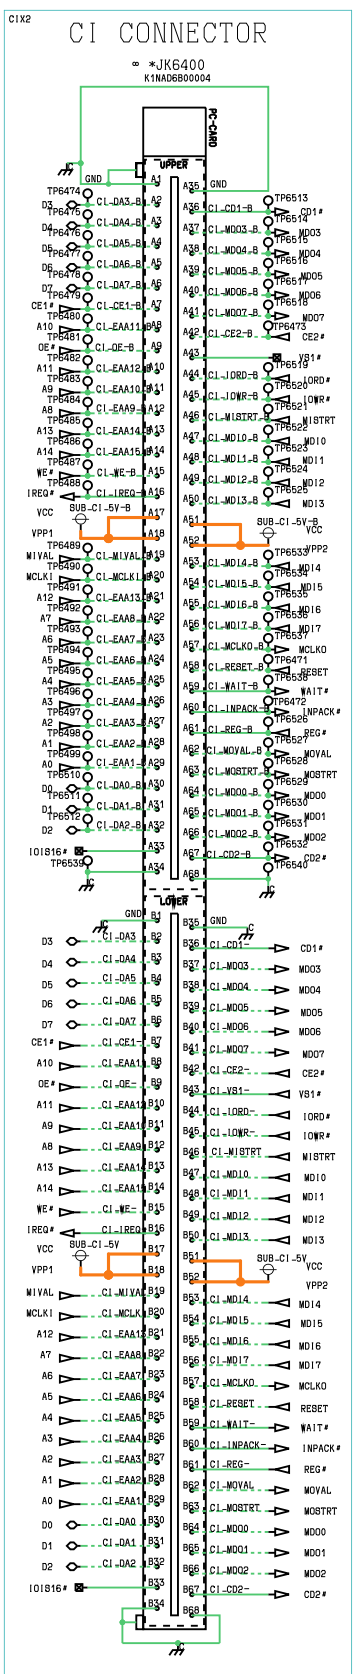 CIX2
CI CONNECTOR
∞ *JK6400
K1NAD6B00004
PC-CARD
UPPER
GND A1 A35 GND
TP6474 TP6513
D3 CI-DA3-B A2 A36 CI-CD1-B CD1#
TP6475 TP6514
D4 CI-DA4-B A3 A37 CI-MDO3-B MDO3
TP6476 TP6515
D5 CI-DA5-B A4 A38 CI-MDO4-B MDO4
TP6477 TP6516
D6 CI-DA6-B A5 A39 CI-MDO5-B MDO5
TP6478 TP6517
D7 CI-DA7-B A6 A40 CI-MDO6-B MDO6
TP6479 TP6518
CE1# CI-CE1-B A7 A41 CI-MDO7-B MDO7
TP6480 TP6473
A10 CI-EAA11-B A8 A42 CI-CE2-B CE2#
TP6481
OE# CI-OE-B A9 A43 VS1#
TP6482 TP6519
A11 CI-EAA12-B A10 A44 CI-IORD-B IORD#
TP6483 TP6520
A9 CI-EAA10-B A11 A45 CI-IOWR-B IOWR#
TP6484 TP6521
A8 CI-EAA9-B A12 A46 CI-MISTRT-B MISTRT
TP6485 TP6522
A13 CI-EAA14-B A13 A47 CI-MDI0-B MDI0
TP6486 TP6523
A14 CI-EAA15-B A14 A48 CI-MDI1-B MDI1
TP6487 TP6524
WE# CI-WE-B A15 A49 CI-MDI2-B MDI2
TP6488 TP6525
IREQ# CI-IREQ-B A16 A50 CI-MDI3-B MDI3
VCC SUB-CI-5V-B A17 A51 SUB-CI-5V-B VCC
VPP1 A18 A52 VPP2
TP6489 TP6533
MIVAL CI-MIVAL-B A19 A53 CI-MDI4-B MDI4
TP6490 TP6534
MCLKI CI-MCLKI-B A20 A54 CI-MDI5-B MDI5
TP6491 TP6535
A12 CI-EAA13-B A21 A55 CI-MDI6-B MDI6
TP6492 TP6536
A7 CI-EAA8-B A22 A56 CI-MDI7-B MDI7
TP6493 TP6537
A6 CI-EAA7-B A23 A57 CI-MCLKO-B MCLKO
TP6494 TP6471
A5 CI-EAA6-B A24 A58 CI-RESET-B RESET
TP6495 TP6538
A4 CI-EAA5-B A25 A59 CI-WAIT-B WAIT#
TP6496 TP6472
A3 CI-EAA4-B A26 A60 CI-INPACK-B INPACK#
TP6497 TP6526
A2 CI-EAA3-B A27 A61 CI-REG-B REG#
TP6498 TP6527
A1 CI-EAA2-B A28 A62 CI-MOVAL-B MOVAL
TP6499 TP6528
A0 CI-EAA1-B A29 A63 CI-MOSTRT-B MOSTRT
TP6510 TP6529
D0 CI-DA0-B A30 A64 CI-MDO0-B MDO0
TP6511 TP6530
D1 CI-DA1-B A31 A65 CI-MDO1-B MDO1
TP6512 TP6531
D2 CI-DA2-B A32 A66 CI-MDO2-B MDO2
TP6532
IOIS16# A33 A67 CI-CD2-B CD2#
TP6539 TP6540
A34 A68
LOWER
B1 B35 GND
D3 CI-DA3 B2 B36 CI-CD1- CD1#
D4 CI-DA4 B3 B37 CI-MDO3 MDO3
D5 CI-DA5 B4 B38 CI-MDO4 MDO4
D6 CI-DA6 B5 B39 CI-MDO5 MDO5
D7 CI-DA7 B6 B40 CI-MDO6 MDO6
CE1# CI-CE1- B7 B41 CI-MDO7 MDO7
A10 CI-EAA11 B8 B42 CI-CE2- CE2#
OE# CI-OE- B9 B43 CI-VS1- VS1#
A11 CI-EAA12 B10 B44 CI-IORD- IORD#
A9 CI-EAA10 B11 B45 CI-IOWR- IOWR#
A8 CI-EAA9 B12 B46 CI-MISTRT MISTRT
A13 CI-EAA14 B13 B47 CI-MDI0 MDI0
A14 CI-EAA15 B14 B48 CI-MDI1 MDI1
WE# CI-WE- B15 B49 CI-MDI2 MDI2
IREQ# CI-IREQ B16 B50 CI-MDI3 MDI3
VCC SUB-CI-5V B17 B51 SUB-CI-5V VCC
VPP1 B18 B52 VPP2
MIVAL CI-MIVAL B19 B53 CI-MDI4 MDI4
MCLKI CI-MCLK B20 B54 CI-MDI5 MDI5
A12 CI-EAA13 B21 B55 CI-MDI6 MDI6
A7 CI-EAA8 B22 B56 CI-MDI7 MDI7
A6 CI-EAA7 B23 B57 CI-MCLKO MCLKO
A5 CI-EAA6 B24 B58 CI-RESET RESET
A4 CI-EAA5 B25 B59 CI-WAIT- WAIT#
A3 CI-EAA4 B26 B60 CI-INPACK- INPACK#
A2 CI-EAA3 B27 B61 CI-REG- REG#
A1 CI-EAA2 B28 B62 CI-MOVAL MOVAL
A0 CI-EAA1 B29 B63 CI-MOSTRT MOSTRT
D0 CI-DA0 B30 B64 CI-MDO0 MDO0
D1 CI-DA1 B31 B65 CI-MDO1 MDO1
D2 CI-DA2 B32 B66 CI-MDO2 MDO2
IOIS16# B33 B67 CI-CD2- CD2#
B34 B68